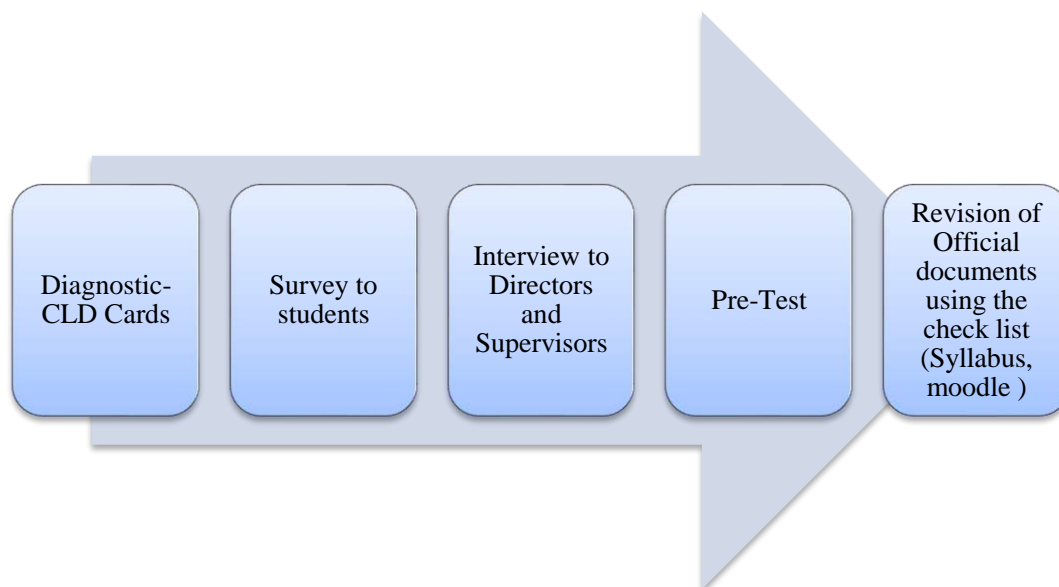 Diagnostic-
CLD Cards
Survey to
students
Interview to
Directors
and
Supervisors
Pre-Test
Revision of
Official
documents
using the
check list
(Syllabus,
moodle )